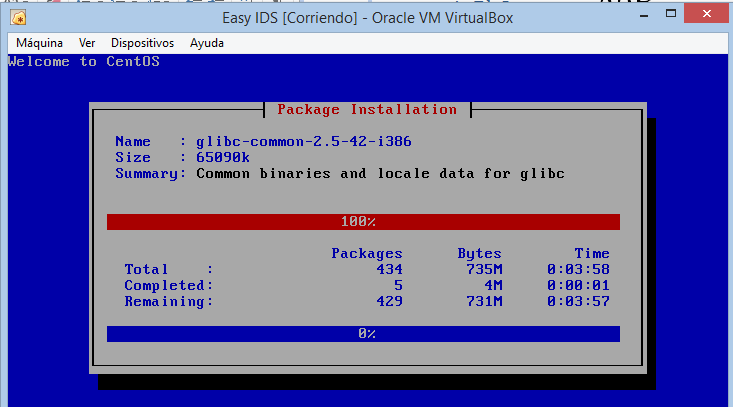 Easy IDS [Corriendo] - Oracle VM VirtualBox
Máquina Ver Dispositivos Ayuda
Welcome to CentOS
Package Installation
Name : glibc-common-2.5-42-i386
Size : 65090k
Summary: Common binaries and locale data for glibc
100%
Packages Bytes Time
Total : 434 735M 0:03:58
Completed: 5 4M 0:00:01
Remaining: 429 731M 0:03:57
0%